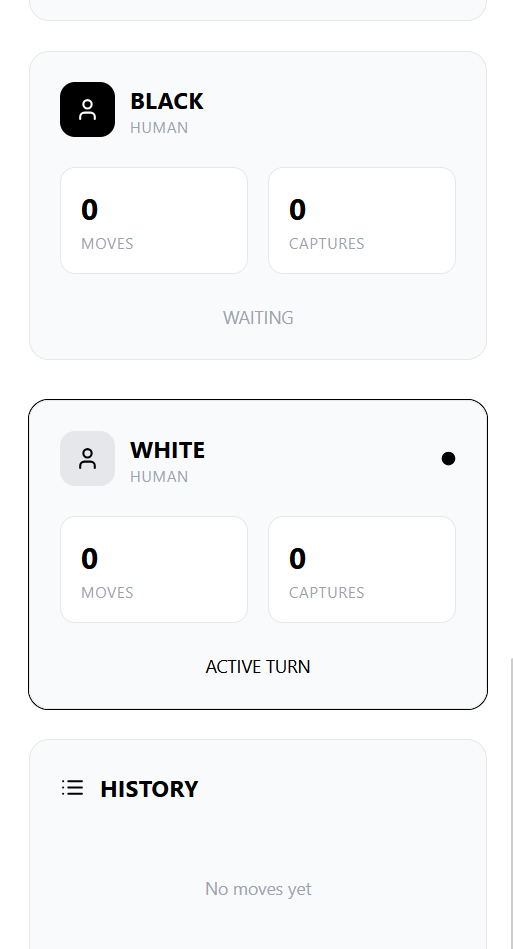 BLACK
HUMAN
0
MOVES
0
CAPTURES
WAITING
WHITE
HUMAN
0
MOVES
0
CAPTURES
ACTIVE TURN
HISTORY
No moves yet